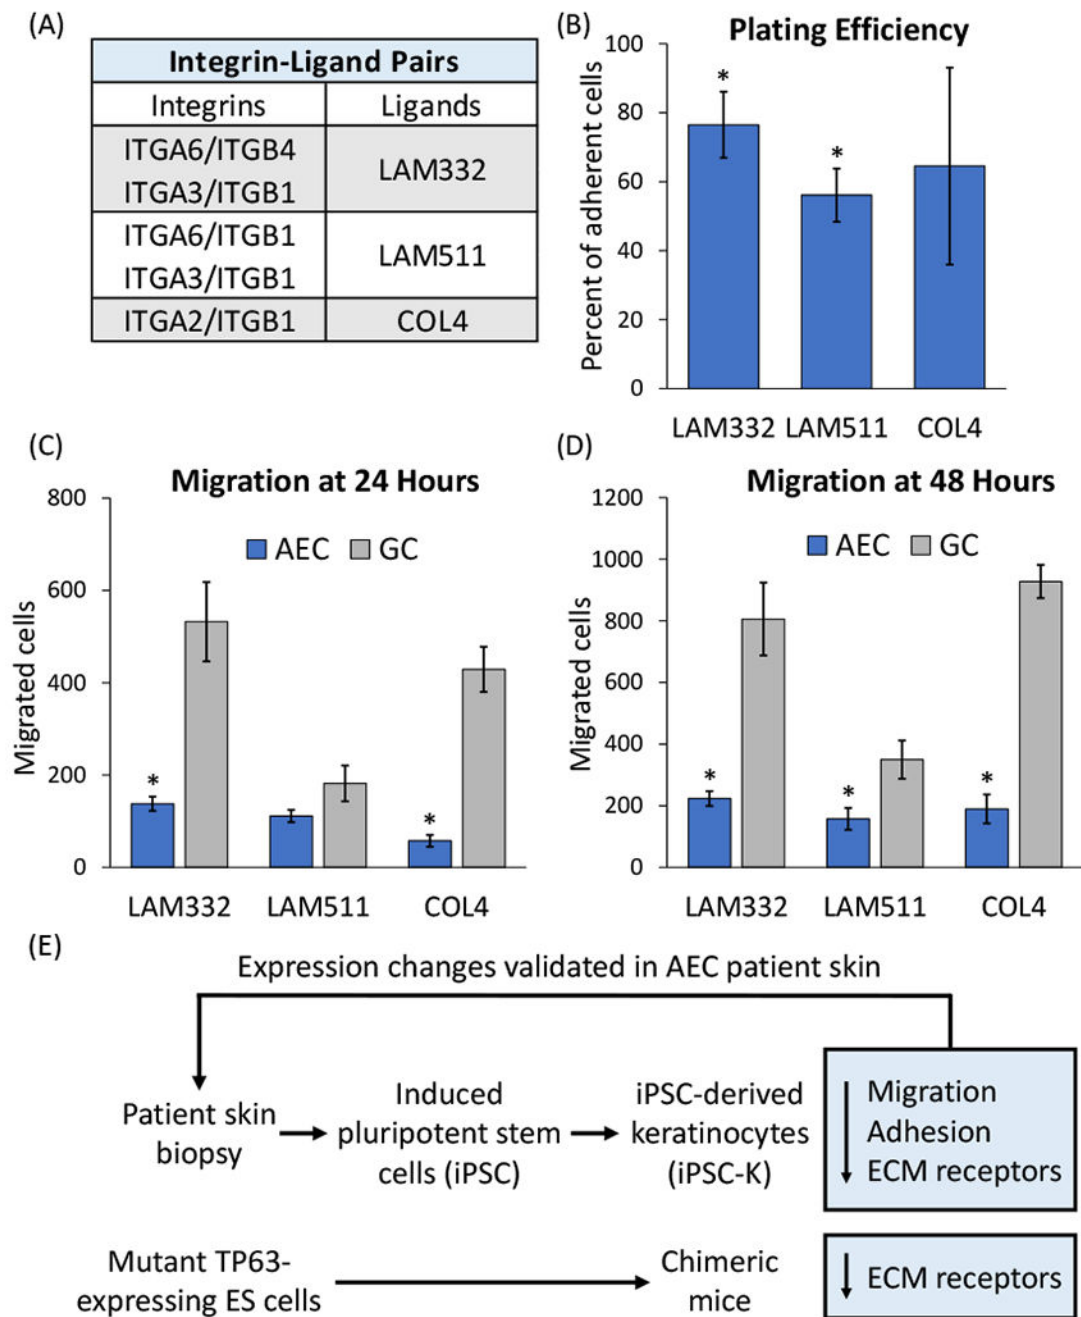 (A)
Integrin-Ligand Pairs
Integrins Ligands
ITGA6/ITGB4
ITGA3/ITGB1
LAM332
ITGA6/ITGB1
ITGA3/ITGB1
LAM511
ITGA2/ITGB1 COL4
(B)
Plating Efficiency
Percent of adherent cells
100
80
60
40
20
0
*
*
LAM332 LAM511 COL4
(C)
Migration at 24 Hours
Migrated cells
800
600
400
200
0
AEC GC
*
*
LAM332 LAM511 COL4
(D)
Migration at 48 Hours
Migrated cells
1200
1000
800
600
400
200
0
AEC GC
*
*
*
LAM332 LAM511 COL4
(E)
Expression changes validated in AEC patient skin
Patient skin
biopsy
Induced
pluripotent stem
cells (iPSC)
iPSC-derived
keratinocytes
(iPSC-K)
Migration
Adhesion
ECM receptors
Mutant TP63-
expressing ES cells
Chimeric
mice
ECM receptors